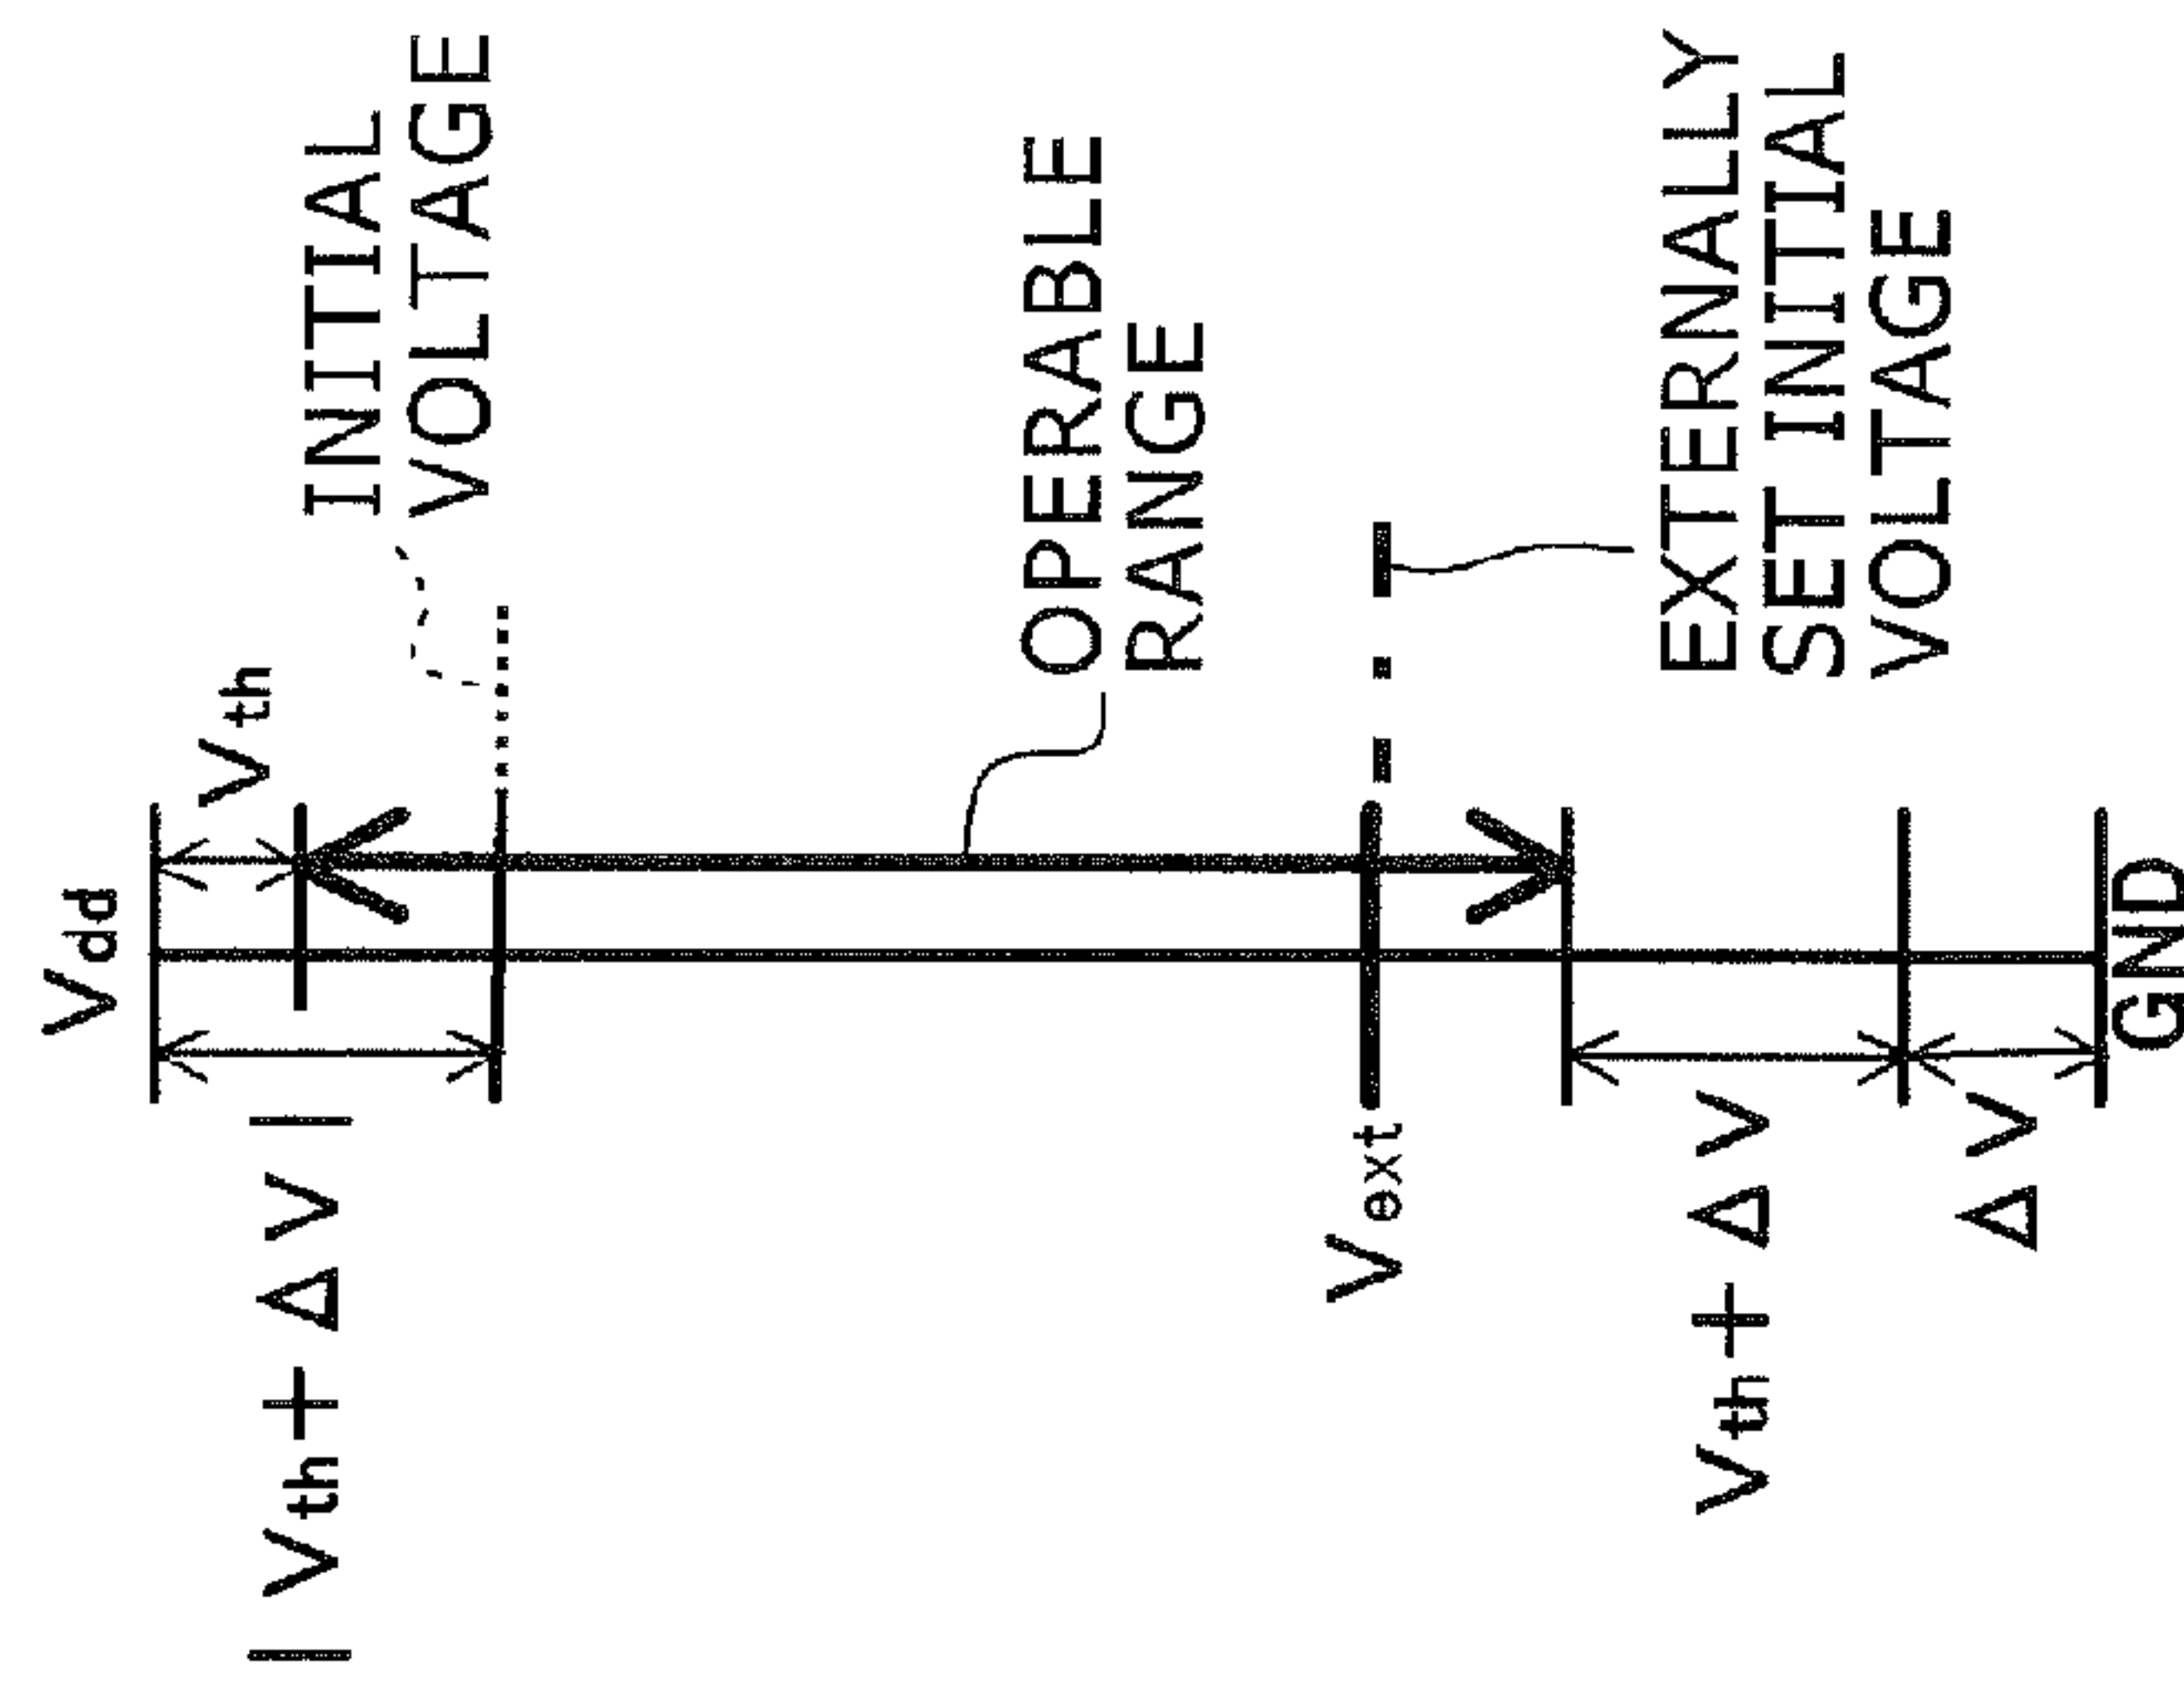 Vdd
Vth
|Vth+ΔV|
INITIAL
VOLTAGE
OPERABLE
RANGE
Vext
EXTERNALLY
SET INITIAL
VOLTAGE
Vth+ΔV
ΔV
GND